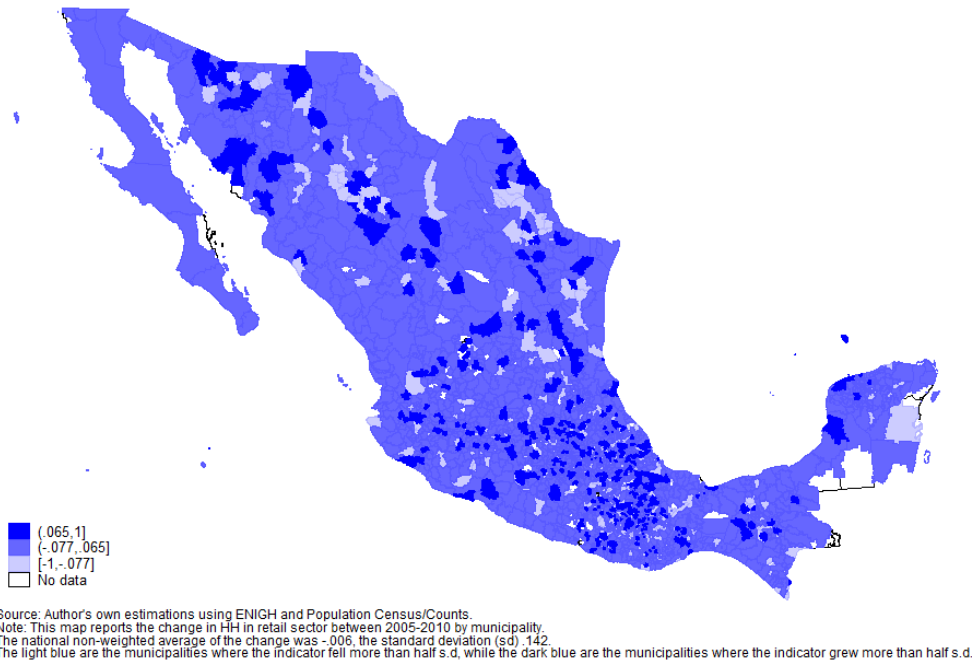 (.065,1]
(-.077,.065]
[-1,-.077]
No data
Source: Author's own estimations using ENIGH and Population Census/Counts.
Note: This map reports the change in HH in retail sector between 2005-2010 by municipality.
The national non-weighted average of the change was -.006, the standard deviation (sd) .142.
The light blue are the municipalities where the indicator fell more than half s.d, while the dark blue are the municipalities where the indicator grew more than half s.d.